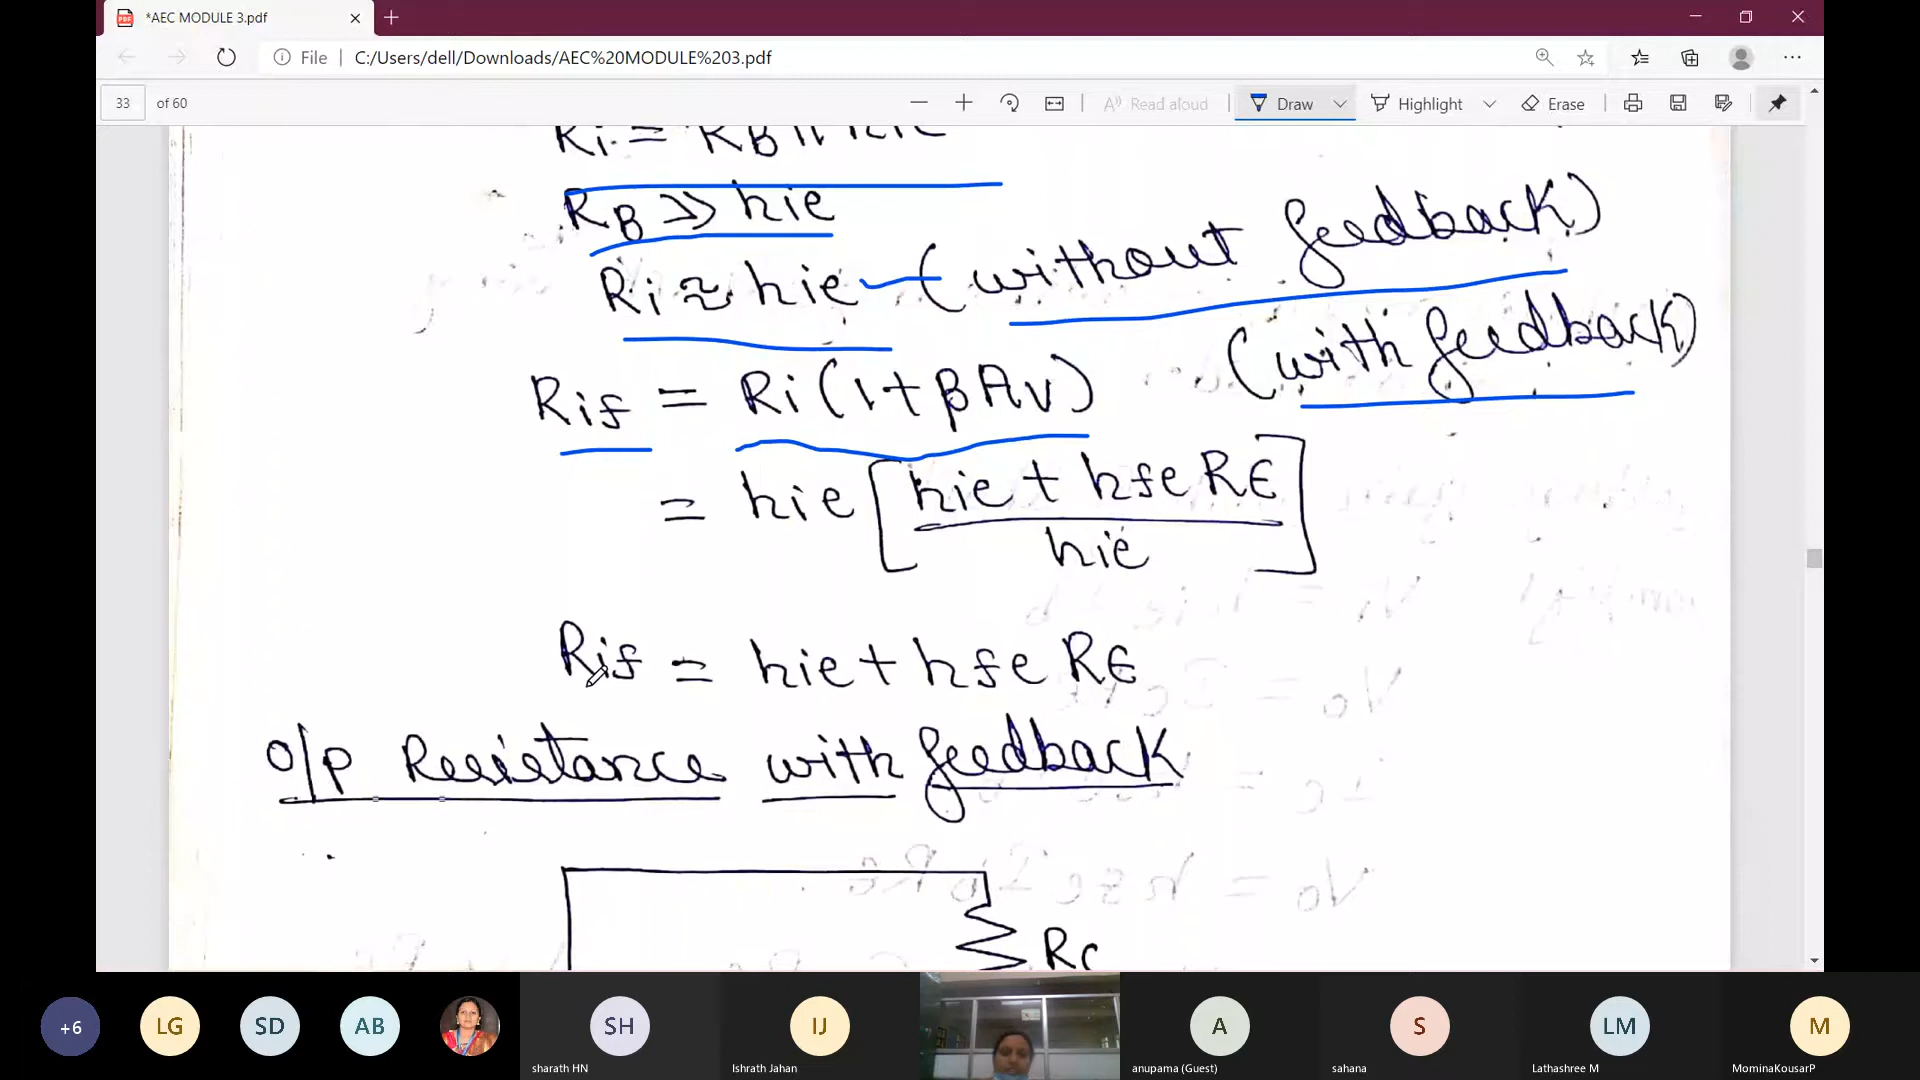 *AEC MODULE 3.pdf
File | C:/Users/dell/Downloads/AEC%20MODULE%203.pdf
33 of 60 Read aloud Draw Highlight Erase
Ri = RB || hie
RB >> hie
Ri ≈ hie - (without feedback)
Rif = Ri (1+βAv) (with feedback)
= hie [hie + hfe RE / hie]
Rif = hie + hfe RE
o/p Resistance with feedback
Rc
+6 LG SD AB SH IJ A S LM M
sharath HN Ishrath Jahan anupama (Guest) sahana Lathashree M MominaKousarP